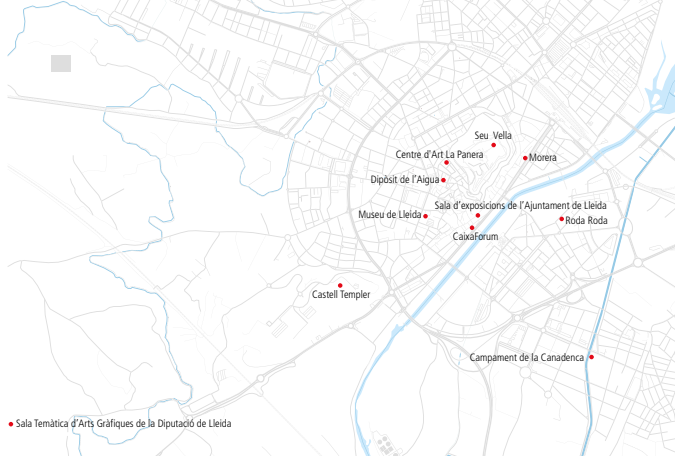 Seu Vella
Centre d'Art La Panera
Morera
Dipòsit de l'Aigua
Sala d'exposicions de l'Ajuntament de Lleida
Museu de Lleida
Roda Roda
CaixaForum
Castell Templer
Campament de la Canadenca
Sala Temàtica d'Arts Gràfiques de la Diputació de Lleida